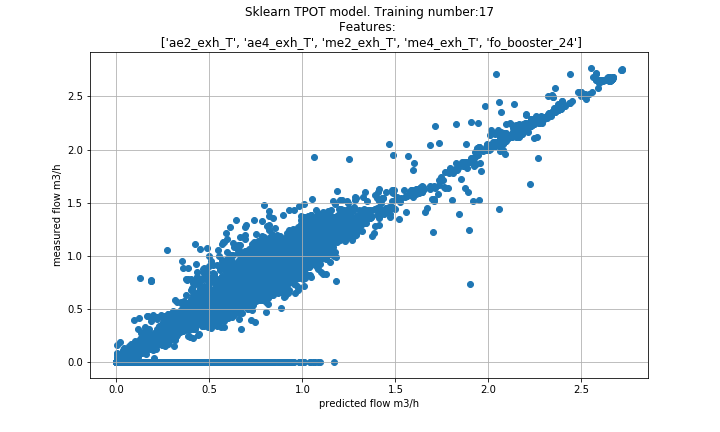 Sklearn TPOT model. Training number:17
Features:
['ae2_exh_T', 'ae4_exh_T', 'me2_exh_T', 'me4_exh_T', 'fo_booster_24']
measured flow m3/h
2.5
2.0
1.5
1.0
0.5
0.0
0.0 0.5 1.0 1.5 2.0 2.5
predicted flow m3/h